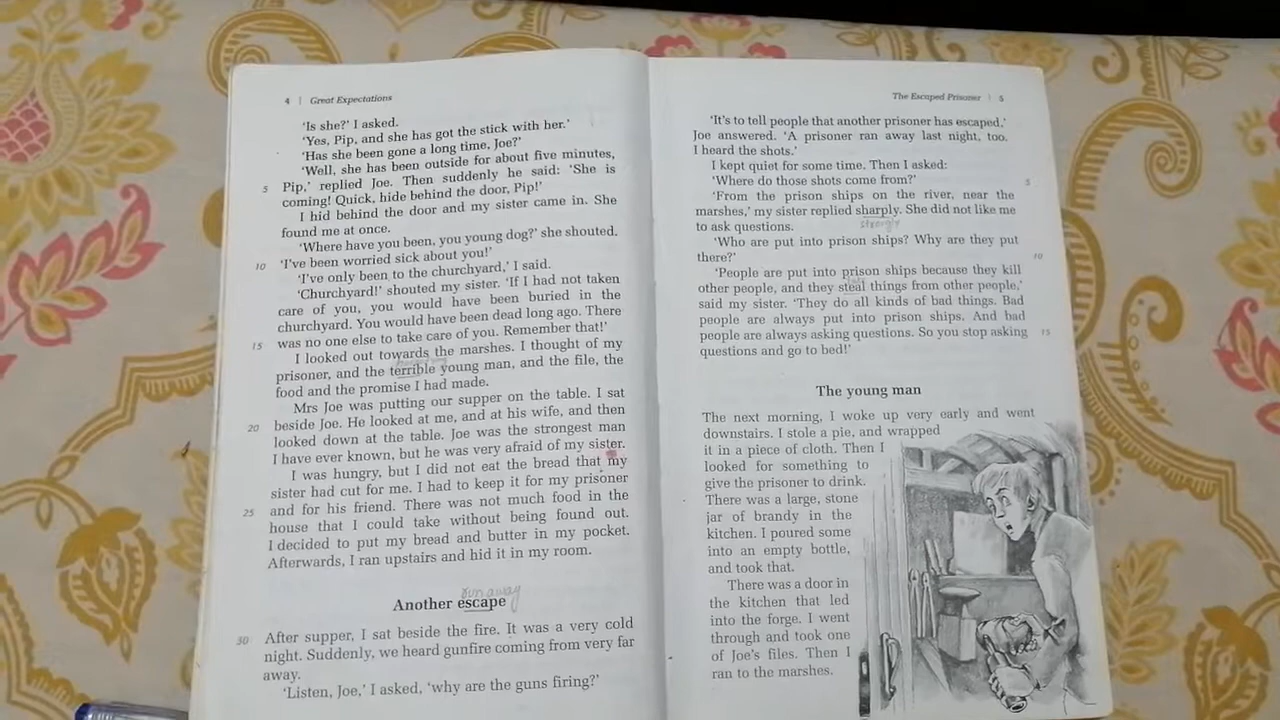 4 | Great Expectations
'Is she?' I asked.
'Yes, Pip, and she has got the stick with her.'
'Has she been gone a long time, Joe?'
'Well, she has been outside for about five minutes,
5 Pip,' replied Joe. Then suddenly he said: 'She is
coming! Quick, hide behind the door, Pip!'
I hid behind the door and my sister came in. She
found me at once.
'Where have you been, you young dog?' she shouted.
10 'I've been worried sick about you!'
'I've only been to the churchyard,' I said.
'Churchyard!' shouted my sister. 'If I had not taken
care of you, you would have been buried in the
churchyard. You would have been dead long ago. There
15 was no one else to take care of you. Remember that!'
I looked out towards the marshes. I thought of my
prisoner, and the terrible young man, and the file, the
food and the promise I had made.
Mrs Joe was putting our supper on the table. I sat
20 beside Joe. He looked at me, and at his wife, and then
looked down at the table. Joe was the strongest man
I have ever known, but he was very afraid of my sister.
I was hungry, but I did not eat the bread that my
sister had cut for me. I had to keep it for my prisoner
25 and for his friend. There was not much food in the
house that I could take without being found out.
I decided to put my bread and butter in my pocket.
Afterwards, I ran upstairs and hid it in my room.
run away
Another escape
30 After supper, I sat beside the fire. It was a very cold
night. Suddenly, we heard gunfire coming from very far
away.
'Listen, Joe,' I asked, 'why are the guns firing?'
The Escaped Prisoner | 5
'It's to tell people that another prisoner has escaped,'
Joe answered. 'A prisoner ran away last night, too.
I heard the shots.'
I kept quiet for some time. Then I asked:
'Where do those shots come from?' 5
'From the prison ships on the river, near the
marshes,' my sister replied sharply. She did not like me
to ask questions.
'Who are put into prison ships? Why are they put
there?' 10
'People are put into prison ships because they kill
other people, and they steal things from other people,'
said my sister. 'They do all kinds of bad things. Bad
people are always put into prison ships. And bad
people are always asking questions. So you stop asking 15
questions and go to bed!'
The young man
The next morning, I woke up very early and went
downstairs. I stole a pie, and wrapped
it in a piece of cloth. Then I
looked for something to
give the prisoner to drink.
There was a large, stone
jar of brandy in the
kitchen. I poured some
into an empty bottle,
and took that.
There was a door in
the kitchen that led
into the forge. I went
through and took one
of Joe's files. Then I
ran to the marshes.